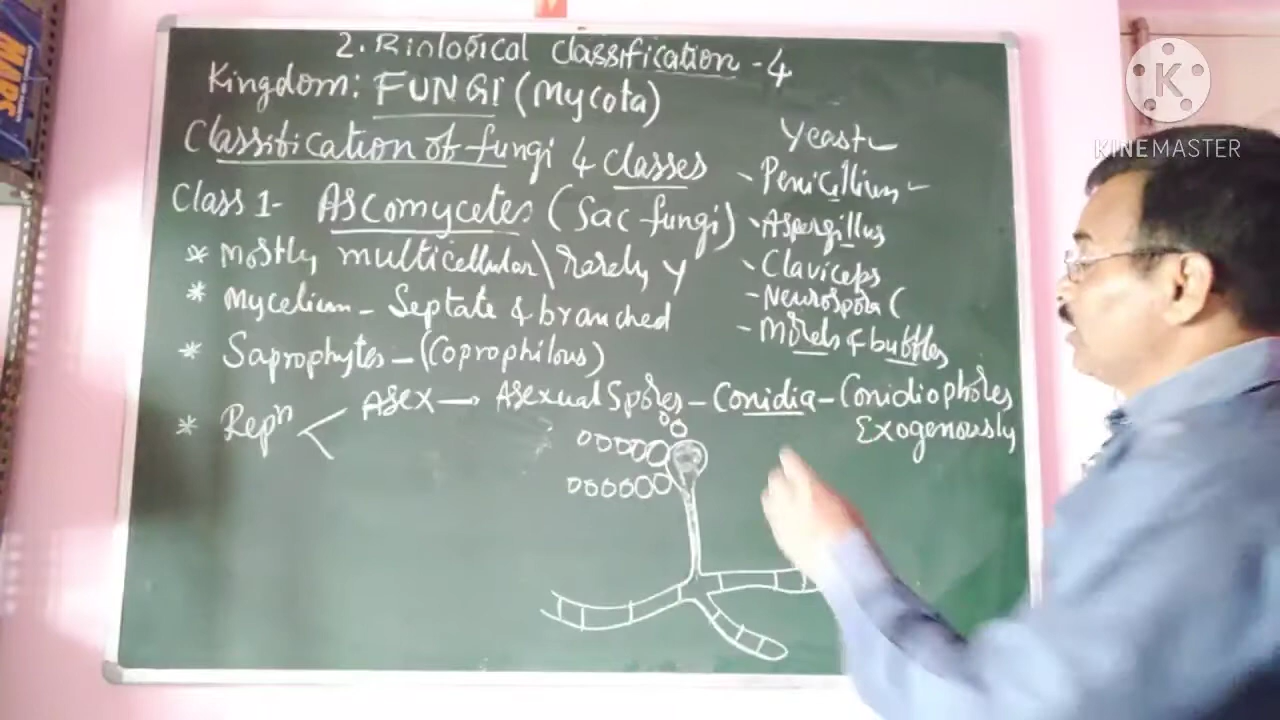 2. Biological classification - 4
Kingdom: FUNGI (Mycota)
Classification of fungi 4 classes
Class 1 - Ascomycetes (Sac fungi)
* Mostly multicellular \ rarely y
* Mycelium - Septate & branched
* Saprophytes - (Coprophilous)
* Repn
ASEX → Asexual Spores - Conidia - Conidiophores
Exogenously
Yeast
- Penicillium -
- Aspergillus
- Claviceps
- Neurospora (
- Morels & buffles
KINEMASTER
K
MARS